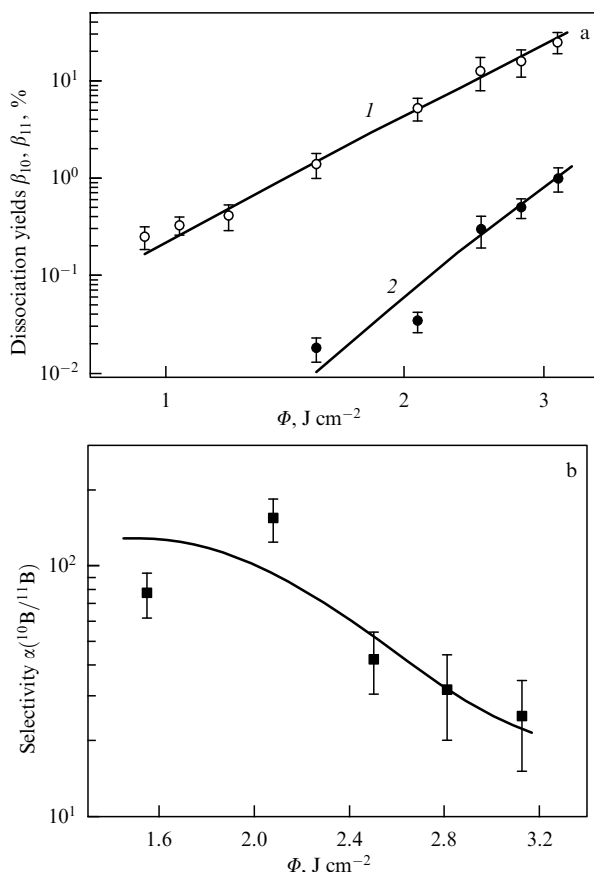 a
Dissociation yields β₁₀, β₁₁, %
10¹
10⁰
10⁻¹
10⁻²
1
2
1
2
3
Φ, J cm⁻²
b
Selectivity α(¹⁰B/¹¹B)
10²
10¹
1.6
2.0
2.4
2.8
3.2
Φ, J cm⁻²